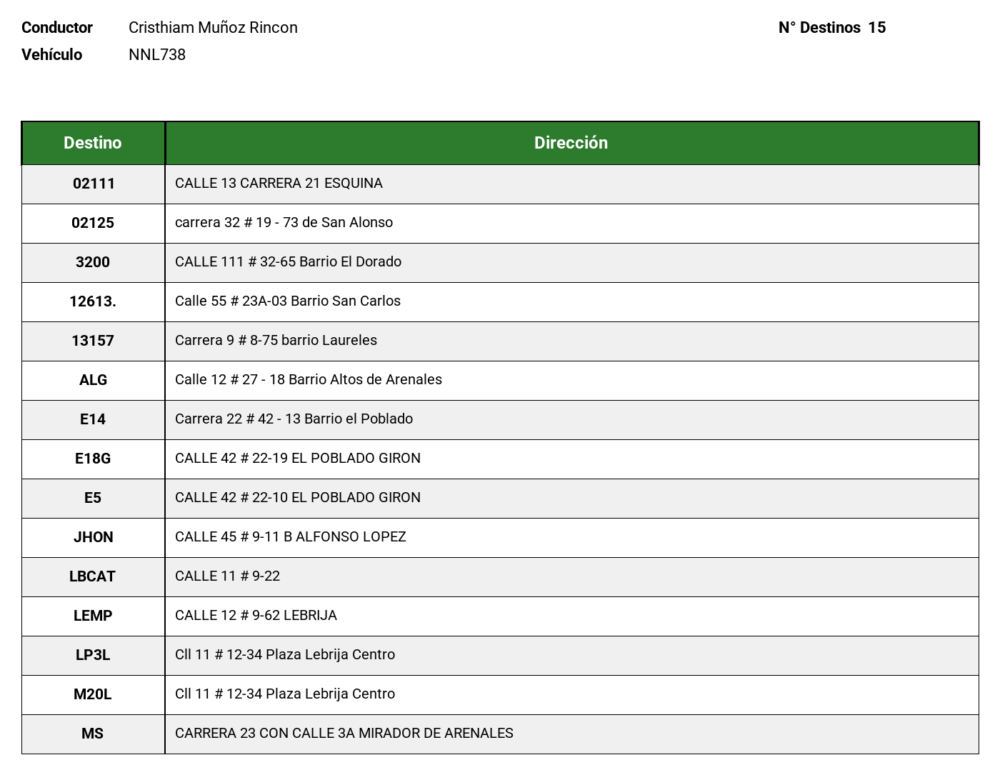 Conductor Cristhiam Muñoz Rincon N° Destinos 15
Vehículo NNL738
Destino Dirección
02111 CALLE 13 CARRERA 21 ESQUINA
02125 carrera 32 # 19 - 73 de San Alonso
3200 CALLE 111 # 32-65 Barrio El Dorado
12613. Calle 55 # 23A-03 Barrio San Carlos
13157 Carrera 9 # 8-75 barrio Laureles
ALG Calle 12 # 27 - 18 Barrio Altos de Arenales
E14 Carrera 22 # 42 - 13 Barrio el Poblado
E18G CALLE 42 # 22-19 EL POBLADO GIRON
E5 CALLE 42 # 22-10 EL POBLADO GIRON
JHON CALLE 45 # 9-11 B ALFONSO LOPEZ
LBCAT CALLE 11 # 9-22
LEMP CALLE 12 # 9-62 LEBRIJA
LP3L Cll 11 # 12-34 Plaza Lebrija Centro
M20L Cll 11 # 12-34 Plaza Lebrija Centro
MS CARRERA 23 CON CALLE 3A MIRADOR DE ARENALES